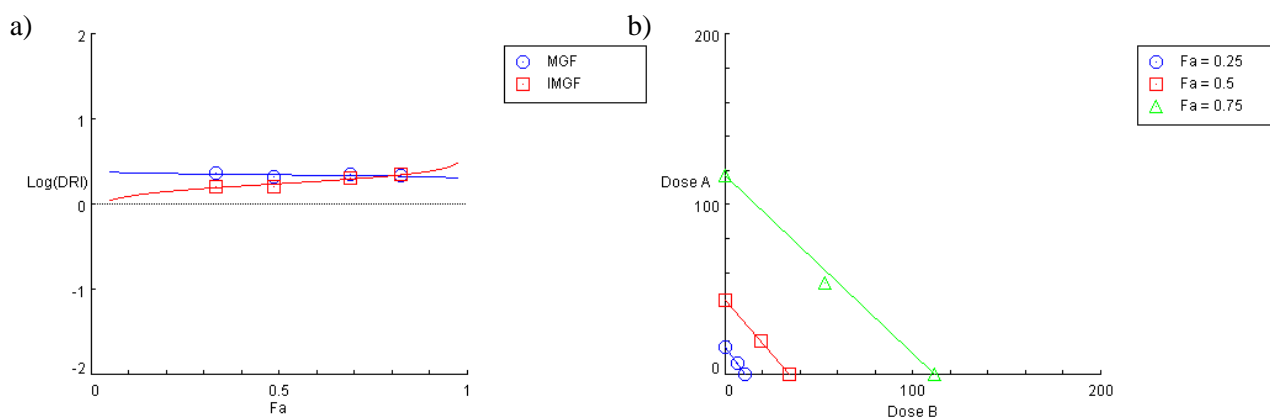 a)
2
1
Log(DRI)
0
-1
-2
0
0.5
1
Fa
MGF
IMGF
b)
200
Dose A
100
0
0
100
200
Dose B
Fa = 0.25
Fa = 0.5
Fa = 0.75